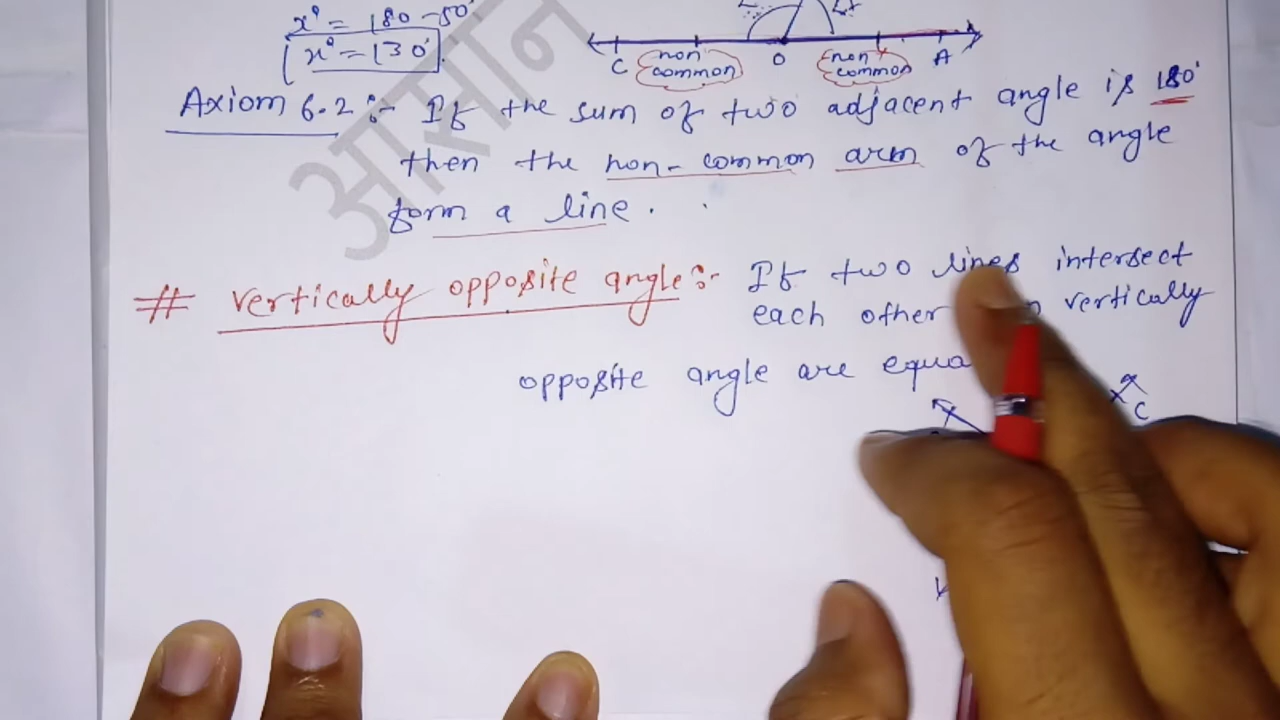 x° = 180 - 50°
x° = 130°
C
non
common
O
non
common
A
Axiom 6.2 :- If the sum of two adjacent angle is 180°
then the non-common arm of the angle
form a line.
आसान
# Vertically opposite angle :- If two lines intersect
each other vertically
opposite angle are equa
C